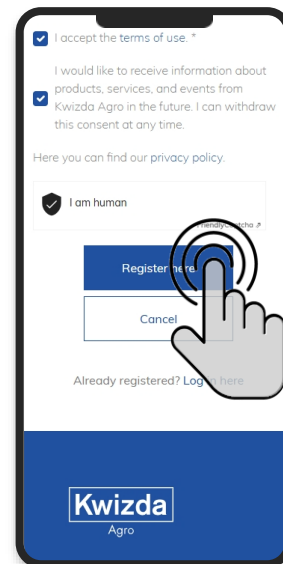 I accept the terms of use. *
I would like to receive information about
products, services, and events from
Kwizda Agro in the future. I can withdraw
this consent at any time.
Here you can find our privacy policy.
I am human
FriendlyCaptcha ⇗
Register here
Cancel
Already registered? Log in here
Kwizda
Agro